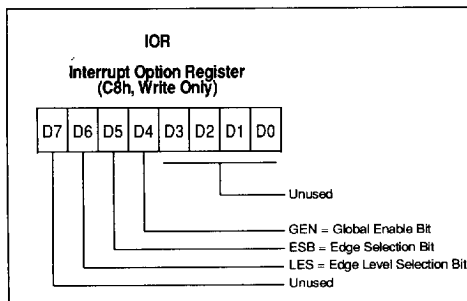 IOR
Interrupt Option Register
(C8h, Write Only)
D7 D6 D5 D4 D3 D2 D1 D0
Unused
GEN = Global Enable Bit
ESB = Edge Selection Bit
LES = Edge Level Selection Bit
Unused